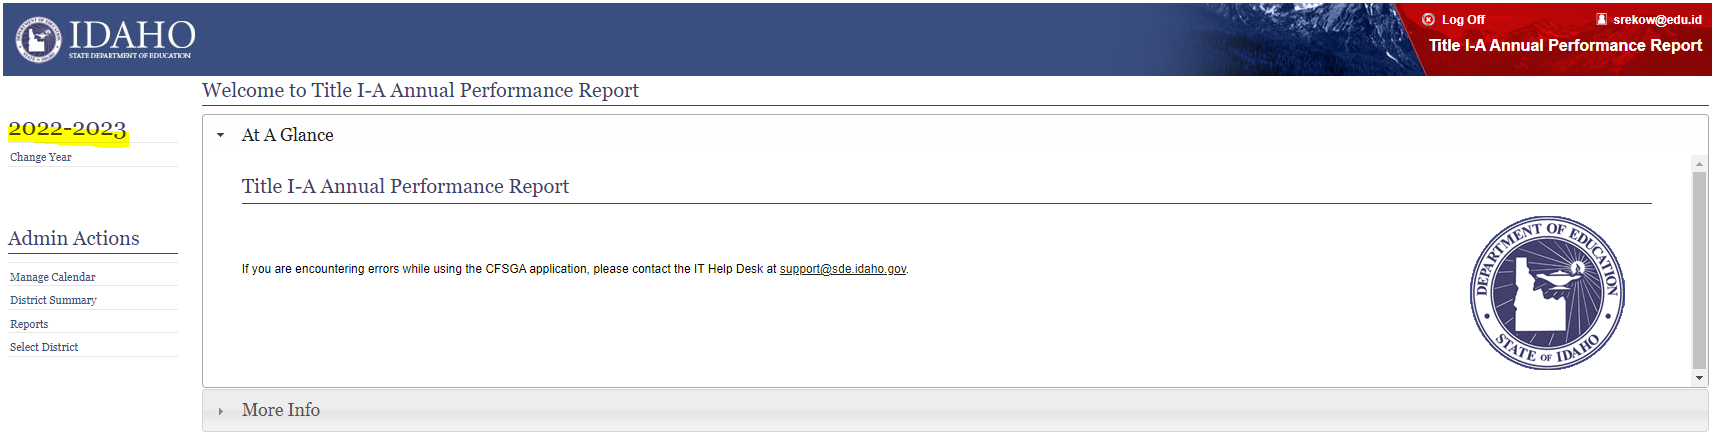 IDAHO
STATE DEPARTMENT OF EDUCATION
Log Off
srekow@edu.id
Title I-A Annual Performance Report
Welcome to Title I-A Annual Performance Report
2022-2023
Change Year
Admin Actions
Manage Calendar
District Summary
Reports
Select District
At A Glance
Title I-A Annual Performance Report
If you are encountering errors while using the CFSGA application, please contact the IT Help Desk at support@sde.idaho.gov.
DEPARTMENT OF EDUCATION
STATE OF IDAHO
More Info